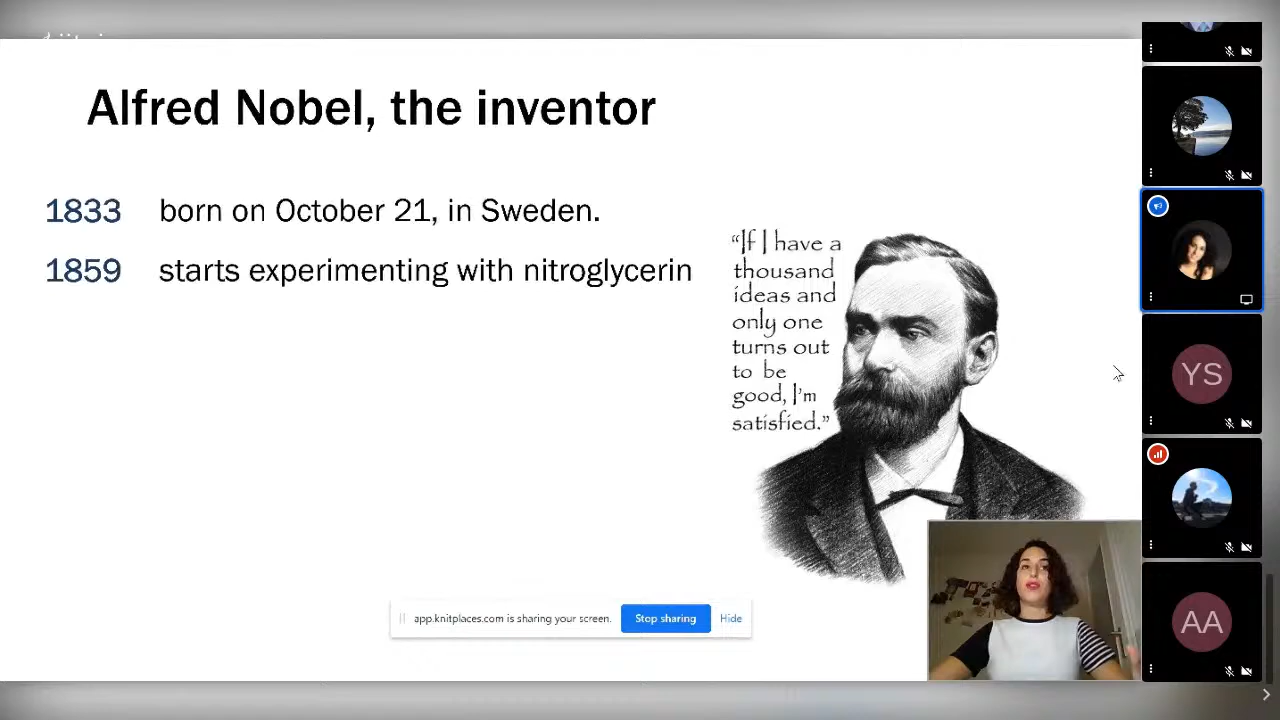 Alfred Nobel, the inventor
1833 born on October 21, in Sweden.
1859 starts experimenting with nitroglycerin
“If I have a
thousand
ideas and
only one
turns out
to be
good, I’m
satisfied.”
app.knitplaces.com is sharing your screen. Stop sharing Hide
YS
AA